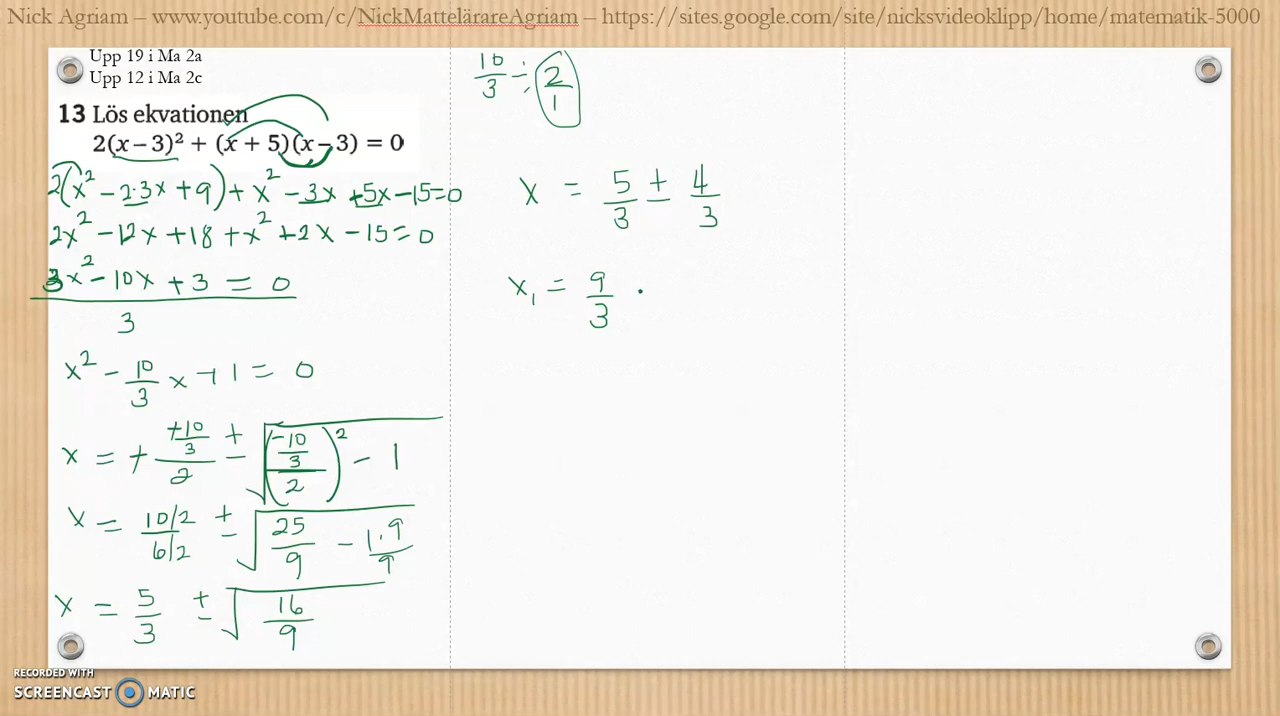 Nick Agriam – www.youtube.com/c/NickMattelärareAgriam – https://sites.google.com/site/nicksvideoklipp/home/matematik-5000
Upp 19 i Ma 2a
Upp 12 i Ma 2c
13 Lös ekvationen
2(x – 3)² + (x + 5)(x – 3) = 0
2(x² - 2·3x + 9) + x² - 3x + 5x - 15 = 0
2x² - 12x + 18 + x² + 2x - 15 = 0
3x² - 10x + 3 = 0
3
x² - 10/3 x + 1 = 0
x = + (+10/3)/2 ± √(((-10/3)/2)² - 1)
x = (10/2)/(6/2) ± √(25/9 - 1·9/9)
x = 5/3 ± √(16/9)
10/3 ÷ 2/1
x = 5/3 ± 4/3
x₁ = 9/3
RECORDED WITH
SCREENCAST MATIC